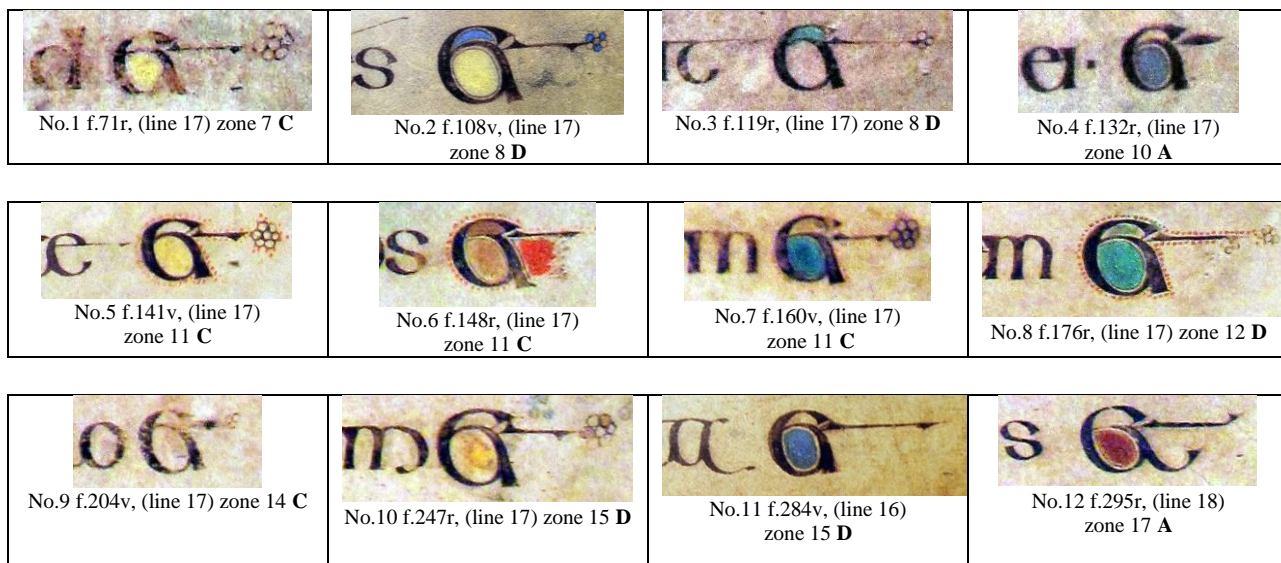 No.1 f.71r, (line 17) zone 7 C
No.2 f.108v, (line 17)
zone 8 D
No.3 f.119r, (line 17) zone 8 D
No.4 f.132r, (line 17)
zone 10 A
No.5 f.141v, (line 17)
zone 11 C
No.6 f.148r, (line 17)
zone 11 C
No.7 f.160v, (line 17)
zone 11 C
No.8 f.176r, (line 17) zone 12 D
No.9 f.204v, (line 17) zone 14 C
No.10 f.247r, (line 17) zone 15 D
No.11 f.284v, (line 16)
zone 15 D
No.12 f.295r, (line 18)
zone 17 A